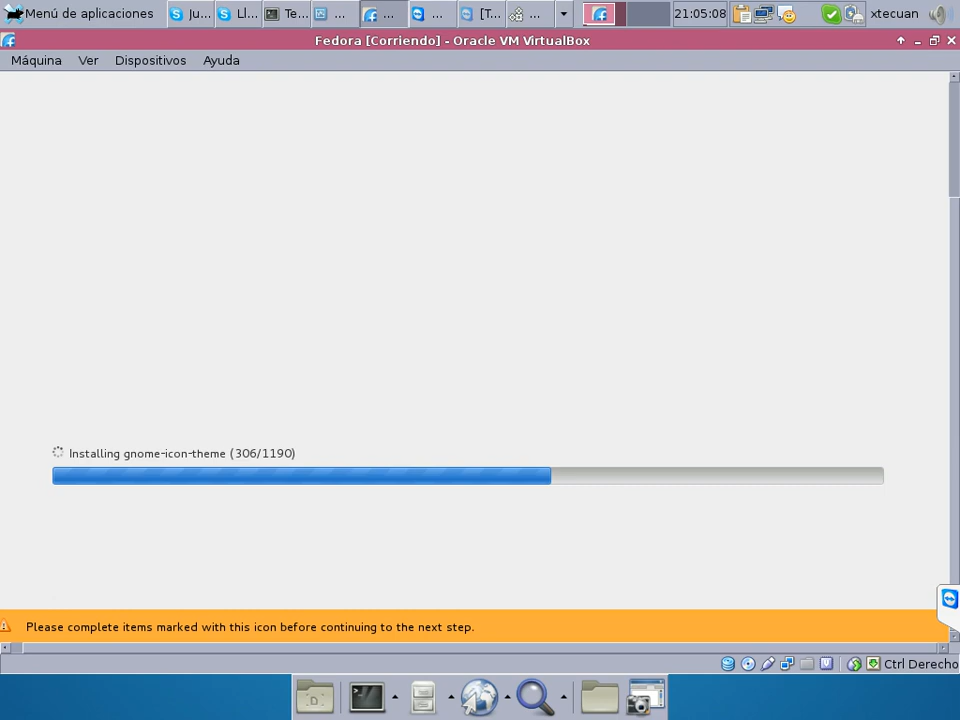 Menú de aplicaciones Ju... Ll... Te... ... ... ... [T... ... 21:05:08 xtecuan
Fedora [Corriendo] - Oracle VM VirtualBox
Máquina Ver Dispositivos Ayuda
Installing gnome-icon-theme (306/1190)
Please complete items marked with this icon before continuing to the next step.
Ctrl Derecho